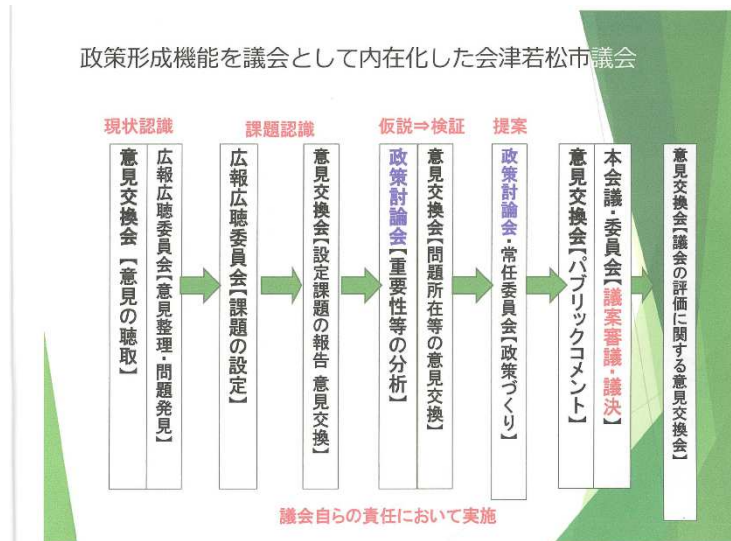 政策形成機能を議会として内在化した会津若松市議会
現状認識
課題認識
仮説⇒検証
提案
意見交換会【意見の聴取】
広報広聴委員会【意見整理・問題発見】
広報広聴委員会【課題の設定】
意見交換会【設定課題の報告 意見交換】
政策討論会【重要性等の分析】
意見交換会【問題所在等の意見交換】
政策討論会・常任委員会【政策づくり】
意見交換会【パブリックコメント】
本会議・委員会【議案審議・議決】
意見交換会【議会の評価に関する意見交換会】
議会自らの責任において実施